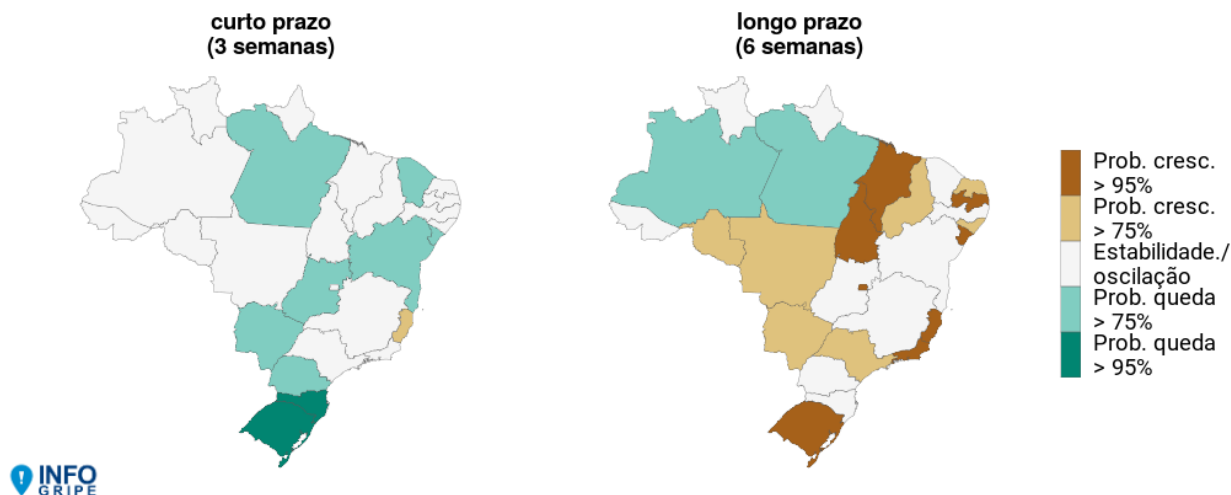 curto prazo
(3 semanas)
longo prazo
(6 semanas)
Prob. cresc.
> 95%
Prob. cresc.
> 75%
Estabilidade./
oscilação
Prob. queda
> 75%
Prob. queda
> 95%
INFO
GRIPE